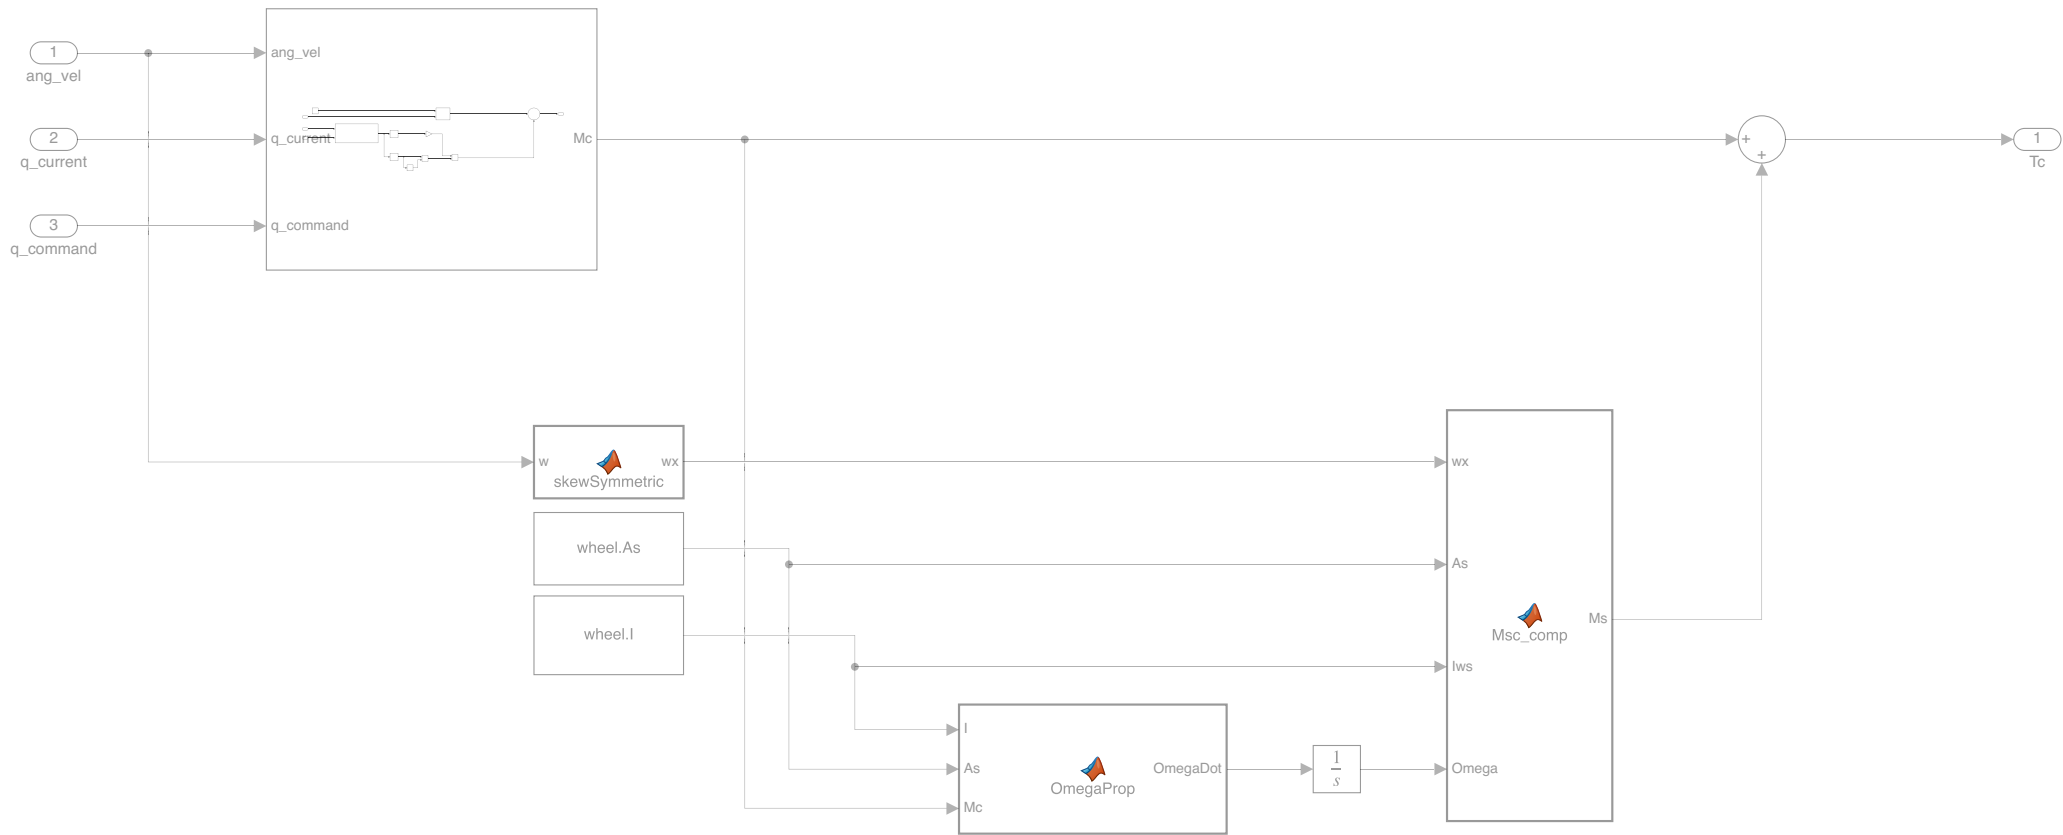 1
ang_vel
2
q_current
3
q_command
ang_vel
q_current
q_command
Mc
+
+
1
Tc
w
wx
skewSymmetric
wheel.As
wheel.I
I
As
Mc
OmegaDot
OmegaProp
1
s
wx
As
Iws
Omega
Ms
Msc_comp